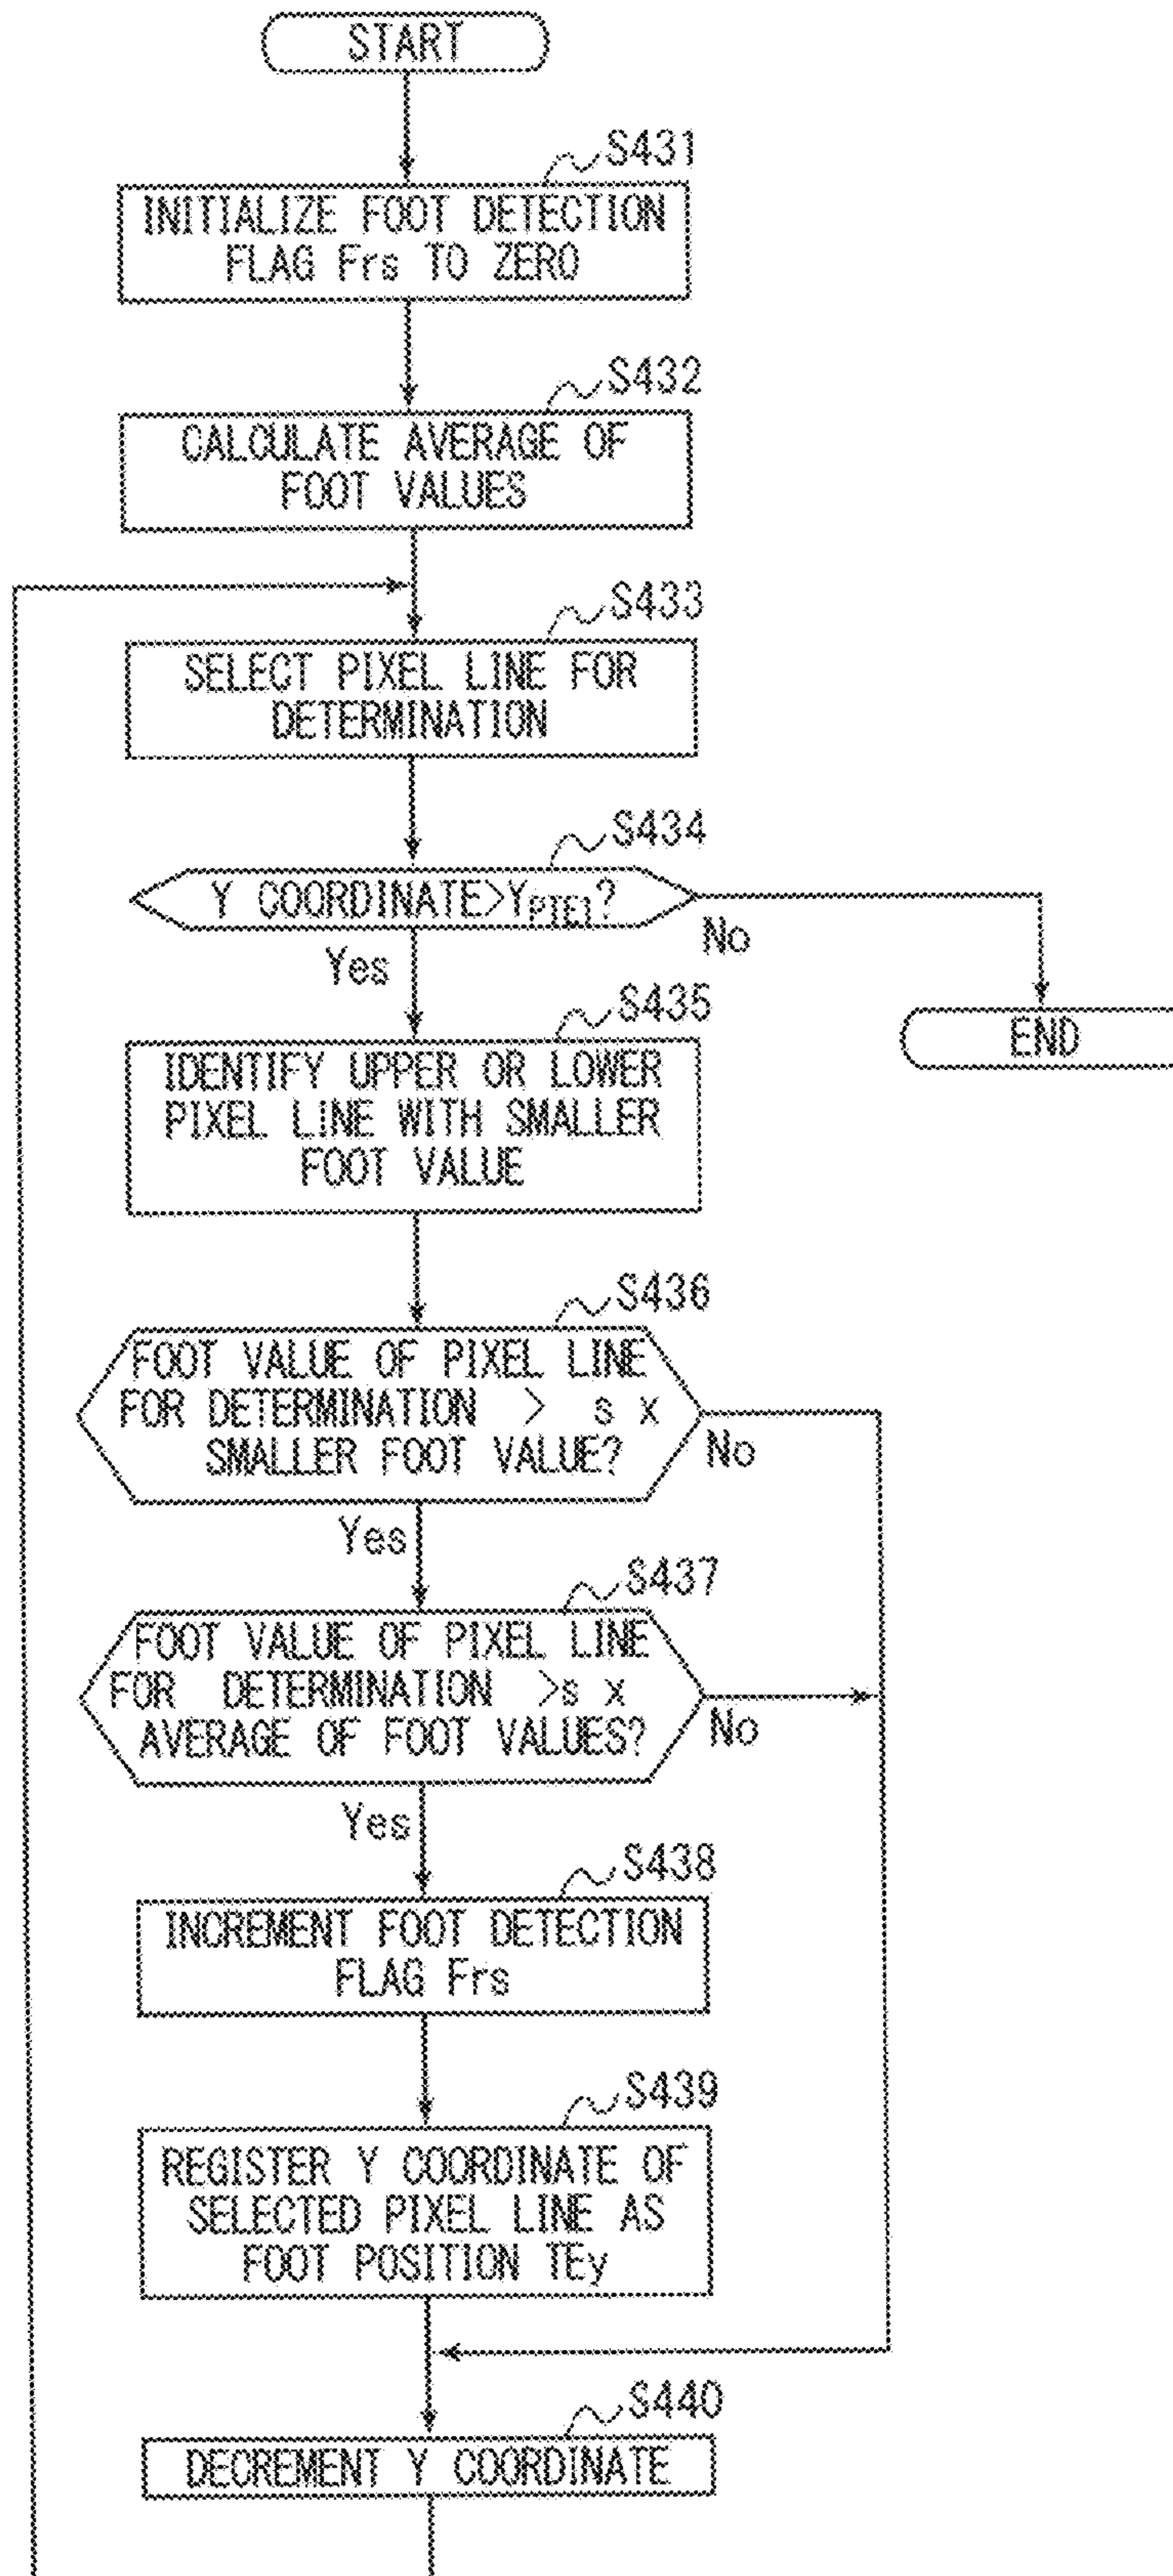 START
S431
INITIALIZE FOOT DETECTION
FLAG Frs TO ZERO
S432
CALCULATE AVERAGE OF
FOOT VALUES
S433
SELECT PIXEL LINE FOR
DETERMINATION
S434
Y COORDINATE>YPTE1?
No
Yes
END
S435
IDENTIFY UPPER OR LOWER
PIXEL LINE WITH SMALLER
FOOT VALUE
S436
FOOT VALUE OF PIXEL LINE
FOR DETERMINATION > s x
SMALLER FOOT VALUE?
No
Yes
S437
FOOT VALUE OF PIXEL LINE
FOR DETERMINATION >s x
AVERAGE OF FOOT VALUES?
No
Yes
S438
INCREMENT FOOT DETECTION
FLAG Frs
S439
REGISTER Y COORDINATE OF
SELECTED PIXEL LINE AS
FOOT POSITION TEy
S440
DECREMENT Y COORDINATE